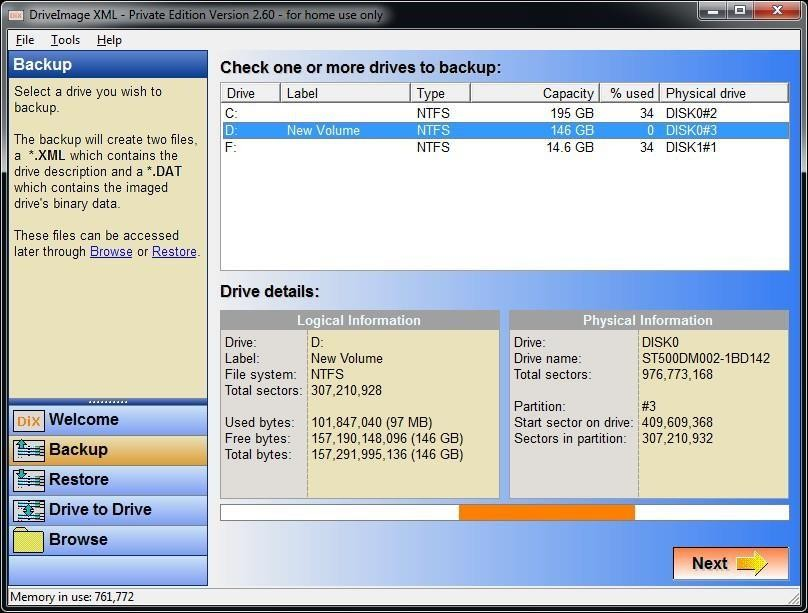 DiX DriveImage XML - Private Edition Version 2.60 - for home use only
File Tools Help
Backup
Select a drive you wish to
backup.
The backup will create two files,
a *.XML which contains the
drive description and a *.DAT
which contains the imaged
drive's binary data.
These files can be accessed
later through Browse or Restore.
DiX Welcome
Backup
Restore
Drive to Drive
Browse
Check one or more drives to backup:
Drive Label Type Capacity % used Physical drive
C: NTFS 195 GB 34 DISK0#2
D: New Volume NTFS 146 GB 0 DISK0#3
F: NTFS 14.6 GB 34 DISK1#1
Drive details:
Logical Information
Drive: D:
Label: New Volume
File system: NTFS
Total sectors: 307,210,928
Used bytes: 101,847,040 (97 MB)
Free bytes: 157,190,148,096 (146 GB)
Total bytes: 157,291,995,136 (146 GB)
Physical Information
Drive: DISK0
Drive name: ST500DM002-1BD142
Total sectors: 976,773,168
Partition: #3
Start sector on drive: 409,609,368
Sectors in partition: 307,210,932
Next
Memory in use: 761,772